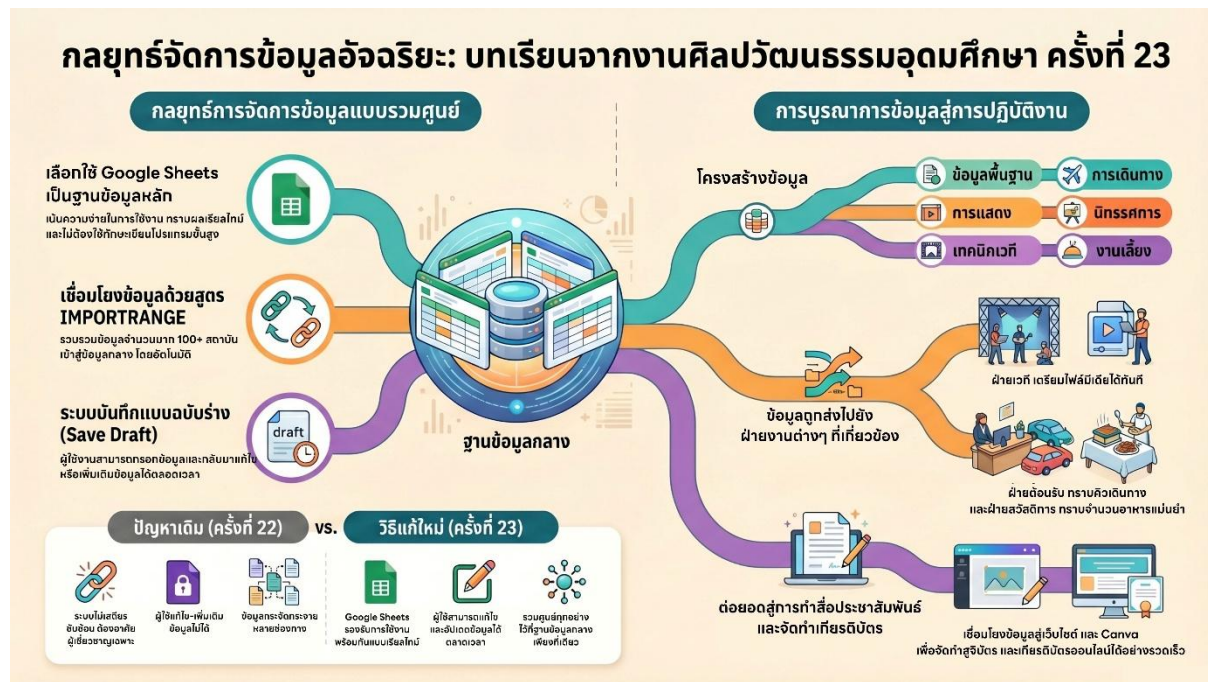 กลยุทธ์จัดการข้อมูลอัจฉริยะ: บทเรียนจากงานศิลปวัฒนธรรมอุดมศึกษา ครั้งที่ 23
กลยุทธ์การจัดการข้อมูลแบบรวมศูนย์
เลือกใช้ Google Sheets
เป็นฐานข้อมูลหลัก
เน้นความง่ายในการใช้งาน ทราบผลเรียลไทม์
และไม่ต้องใช้ทักษะเขียนโปรแกรมขั้นสูง
เชื่อมโยงข้อมูลด้วยสูตร
IMPORTRANGE
รวบรวมข้อมูลจำนวนมาก 100+ สถาบัน
เข้าสู่ข้อมูลกลาง โดยอัตโนมัติ
ระบบบันทึกแบบฉบับร่าง
(Save Draft)
ผู้ใช้งานสามารถกรอกข้อมูลและกลับมาแก้ไข
หรือเพิ่มเติมข้อมูลได้ตลอดเวลา
draft
ฐานข้อมูลกลาง
ปัญหาเดิม (ครั้งที่ 22)
vs.
วิธีแก้ใหม่ (ครั้งที่ 23)
ระบบไม่เสถียร
ซับซ้อน ต้องอาศัย
ผู้เชี่ยวชาญเฉพาะ
ผู้ใช้แก้ไข-เพิ่มเติม
ข้อมูลไม่ได้
ข้อมูลกระจัดกระจาย
หลายช่องทาง
Google Sheets
รองรับการใช้งาน
พร้อมกันแบบเรียลไทม์
ผู้ใช้สามารถแก้ไข
และอัปเดตข้อมูลได้
ตลาดเวลา
รวมศูนย์ทุกอย่าง
ไว้ที่ฐานข้อมูลกลาง
เพียงที่เดียว
การบูรณาการข้อมูลสู่การปฏิบัติงาน
โครงสร้างข้อมูล
ข้อมูลพื้นฐาน
การเดินทาง
การแสดง
นิทรรศการ
เทคนิคเวที
งานเลี้ยง
ข้อมูลถูกส่งไปยัง
ฝ่ายงานต่างๆ ที่เกี่ยวข้อง
ฝ่ายเวที เตรียมไฟล์มีเดียได้ทันที
ฝ่ายต้อนรับ ทราบคิวเดินทาง
และฝ่ายสวัสดิการ ทราบจำนวนอาหารแม่นยำ
ต่อยอดสู่การทำสื่อประชาสัมพันธ์
และจัดทำเกียรติบัตร
เชื่อมโยงข้อมูลสู่เว็บไซต์ และ Canva
เพื่อจัดทำสูจิบัตร และเกียรติบัตรออนไลน์ได้อย่างรวดเร็ว